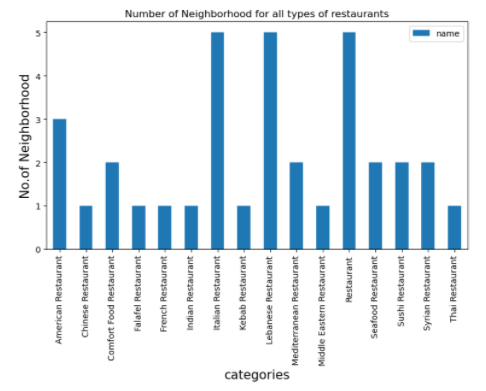 Number of Neighborhood for all types of restaurants
name
No.of Neighborhood
5
4
3
2
1
0
American Restaurant
Chinese Restaurant
Comfort Food Restaurant
Falafel Restaurant
French Restaurant
Indian Restaurant
Italian Restaurant
Kebab Restaurant
Lebanese Restaurant
Mediterranean Restaurant
Middle Eastern Restaurant
Restaurant
Seafood Restaurant
Sushi Restaurant
Syrian Restaurant
Thai Restaurant
categories